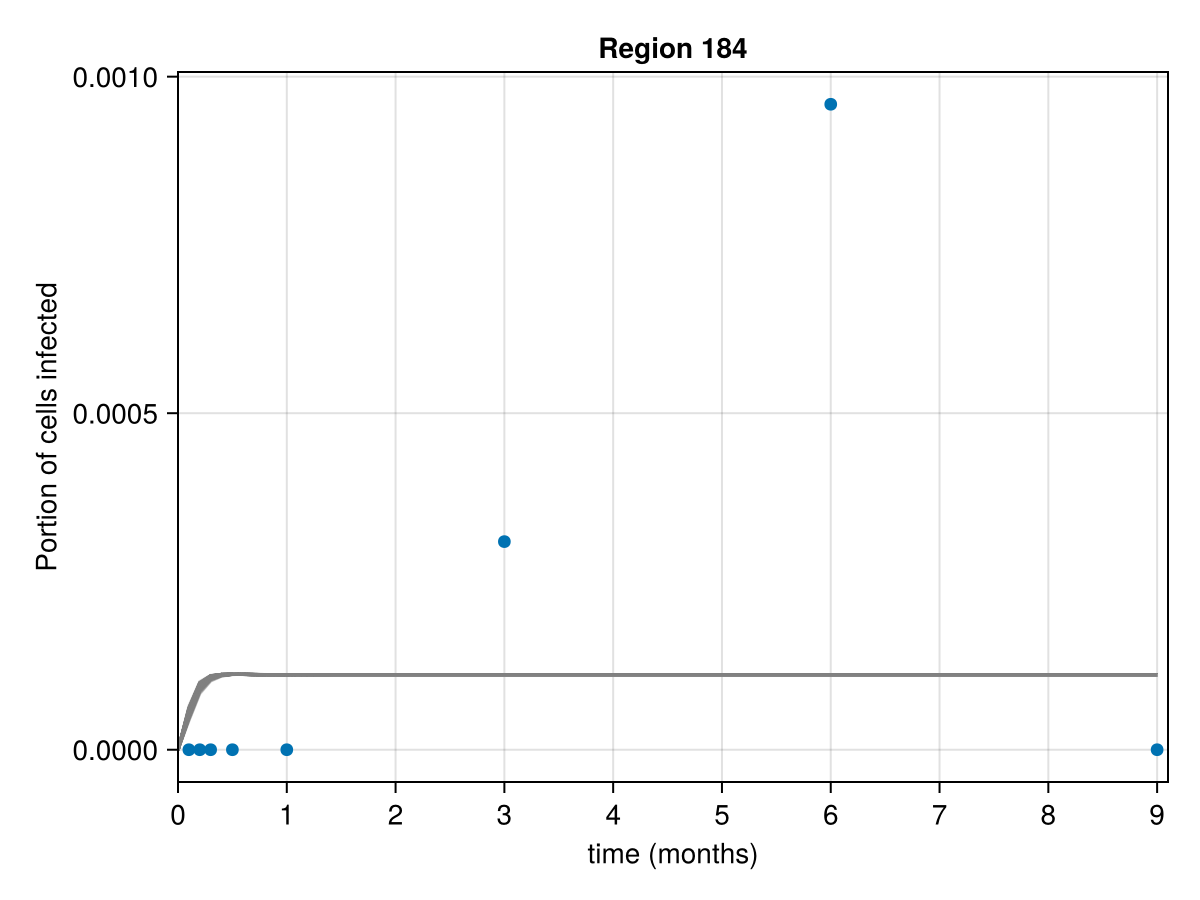 Region 184
0.0010
0.0005
0.0000
Portion of cells infected
0 1 2 3 4 5 6 7 8 9
time (months)